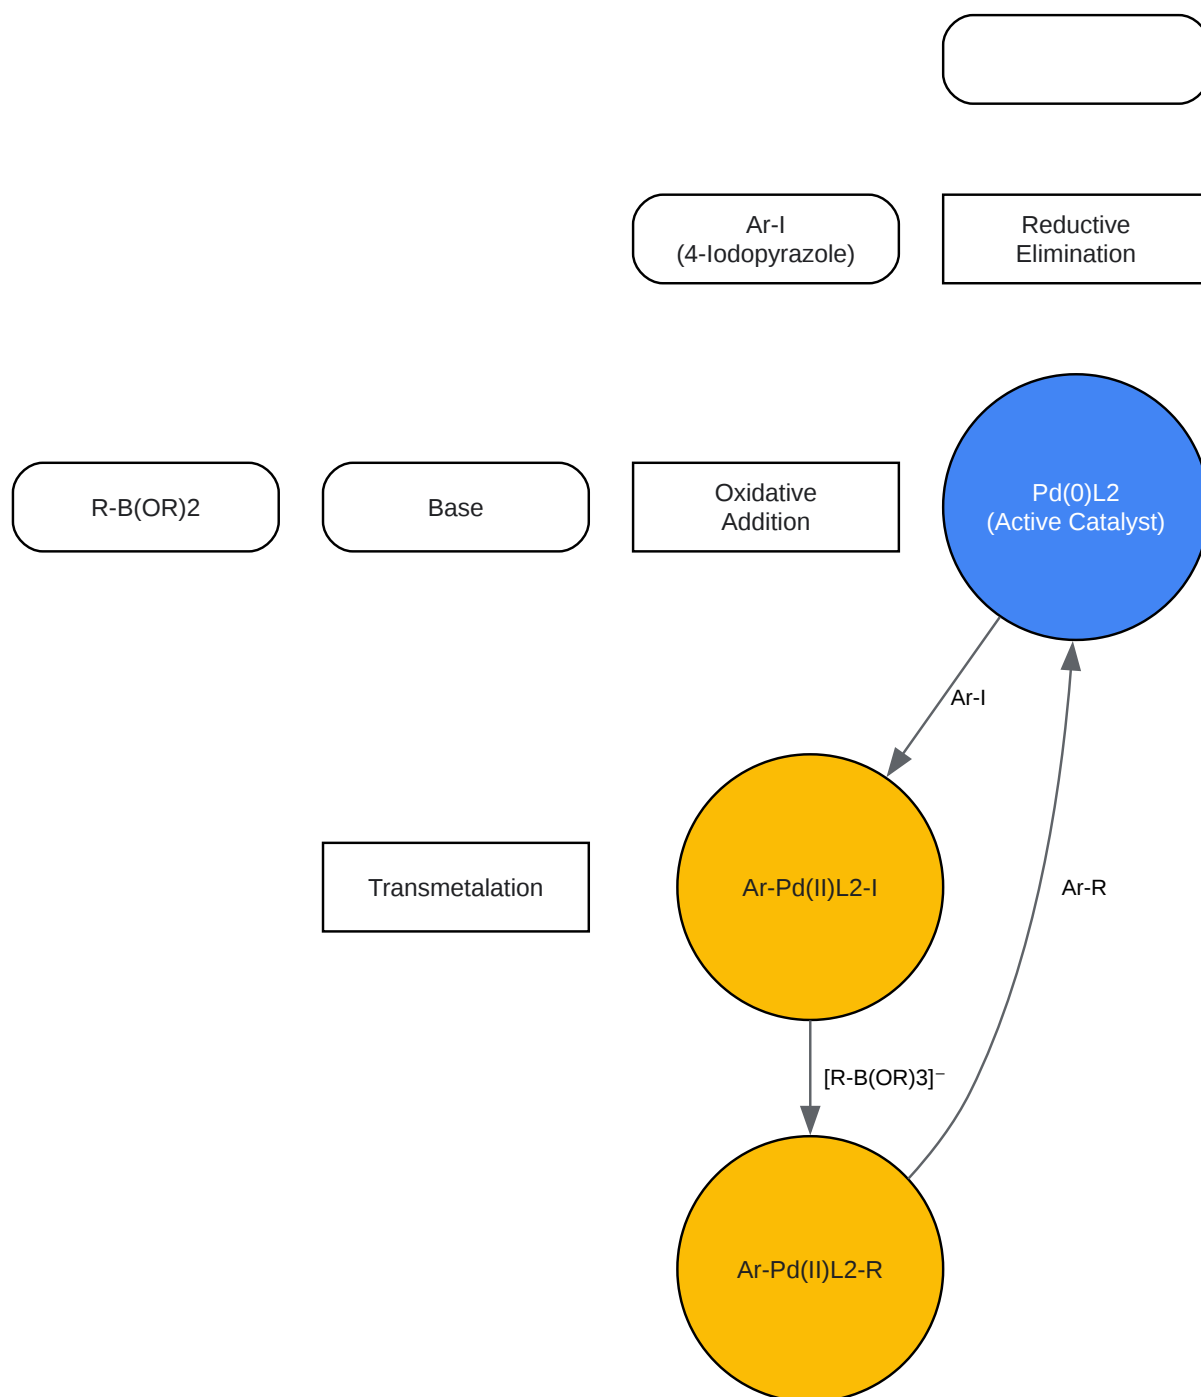 Ar-I
(4-Iodopyrazole)
Reductive
Elimination
R-B(OR)2
Base
Oxidative
Addition
Pd(0)L2
(Active Catalyst)
Ar-I
Transmetalation
Ar-Pd(II)L2-I
Ar-R
[R-B(OR)3]⁻
Ar-Pd(II)L2-R